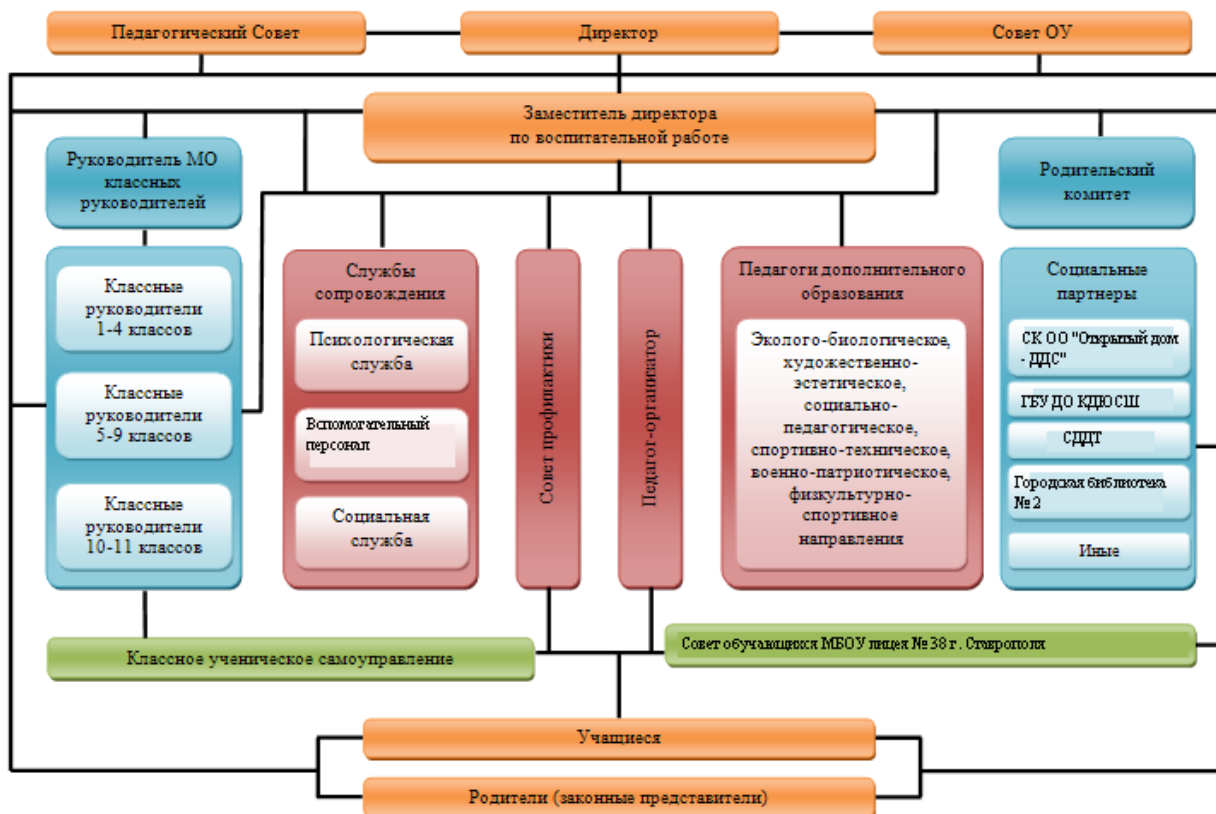 Педагогический Совет
Директор
Совет ОУ
Заместитель директора
по воспитательной работе
Руководитель МО
классных
руководителей
Родительский
комитет
Классные
руководители
1-4 классов
Классные
руководители
5-9 классов
Классные
руководители
10-11 классов
Службы
сопровождения
Психологическая
служба
Вспомогательный
персонал
Социальная
служба
Совет профилактики
Педагог-организатор
Педагоги дополнительного
образования
Эколого-биологическое,
художественно-
эстетическое,
социально-
педагогическое,
спортивно-техническое,
военно-патриотическое,
физкультурно-
спортивное
направления
Социальные
партнеры
СК ОО "Открытый дом
- ДДС"
ГБУ ДО КДЮСШ
СДДТ
Городская библиотека
№ 2
Иные
Классное ученическое самоуправление
Совет обучающихся МБОУ лицея № 38 г. Ставрополя
Учащиеся
Родители (законные представители)